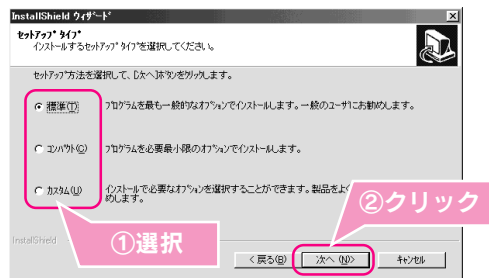 InstallShield ウィザード
セットアップ タイプ
インストールするセットアップ タイプを選択してください。
セットアップ方法を選択して、[次へ]ボタンをクリックします。
標準(T)
プログラムを最も一般的なオプションでインストールします。一般のユーザにお勧めします。
コンパクト(C)
プログラムを必要最小限のオプションでインストールします。
カスタム(U)
インストールで必要なオプションを選択することができます。製品をよく
めします。
②クリック
①選択
InstallShield
< 戻る(B)
次へ (N)>
キャンセル